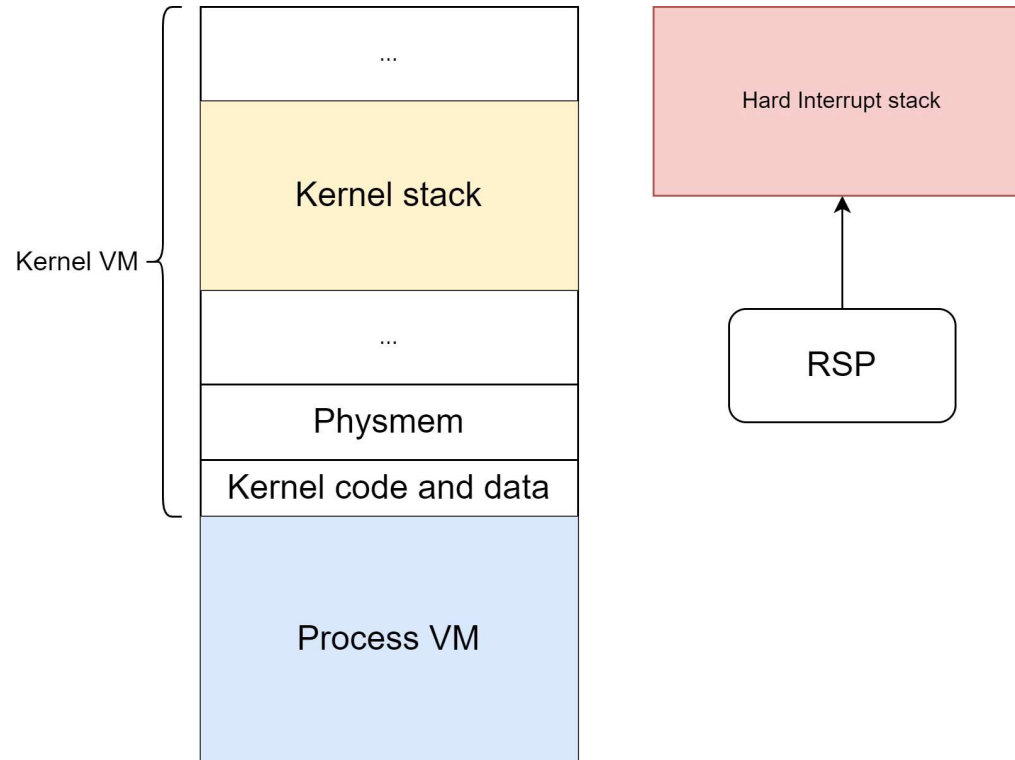 ...
Kernel stack
Kernel VM
...
Physmem
Kernel code and data
Process VM
Hard Interrupt stack
RSP